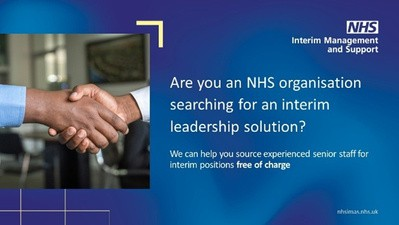 NHS
Interim Management
and Support
Are you an NHS organisation
searching for an interim
leadership solution?
We can help you source experienced senior staff for
interim positions free of charge
nhsimas.nhs.uk